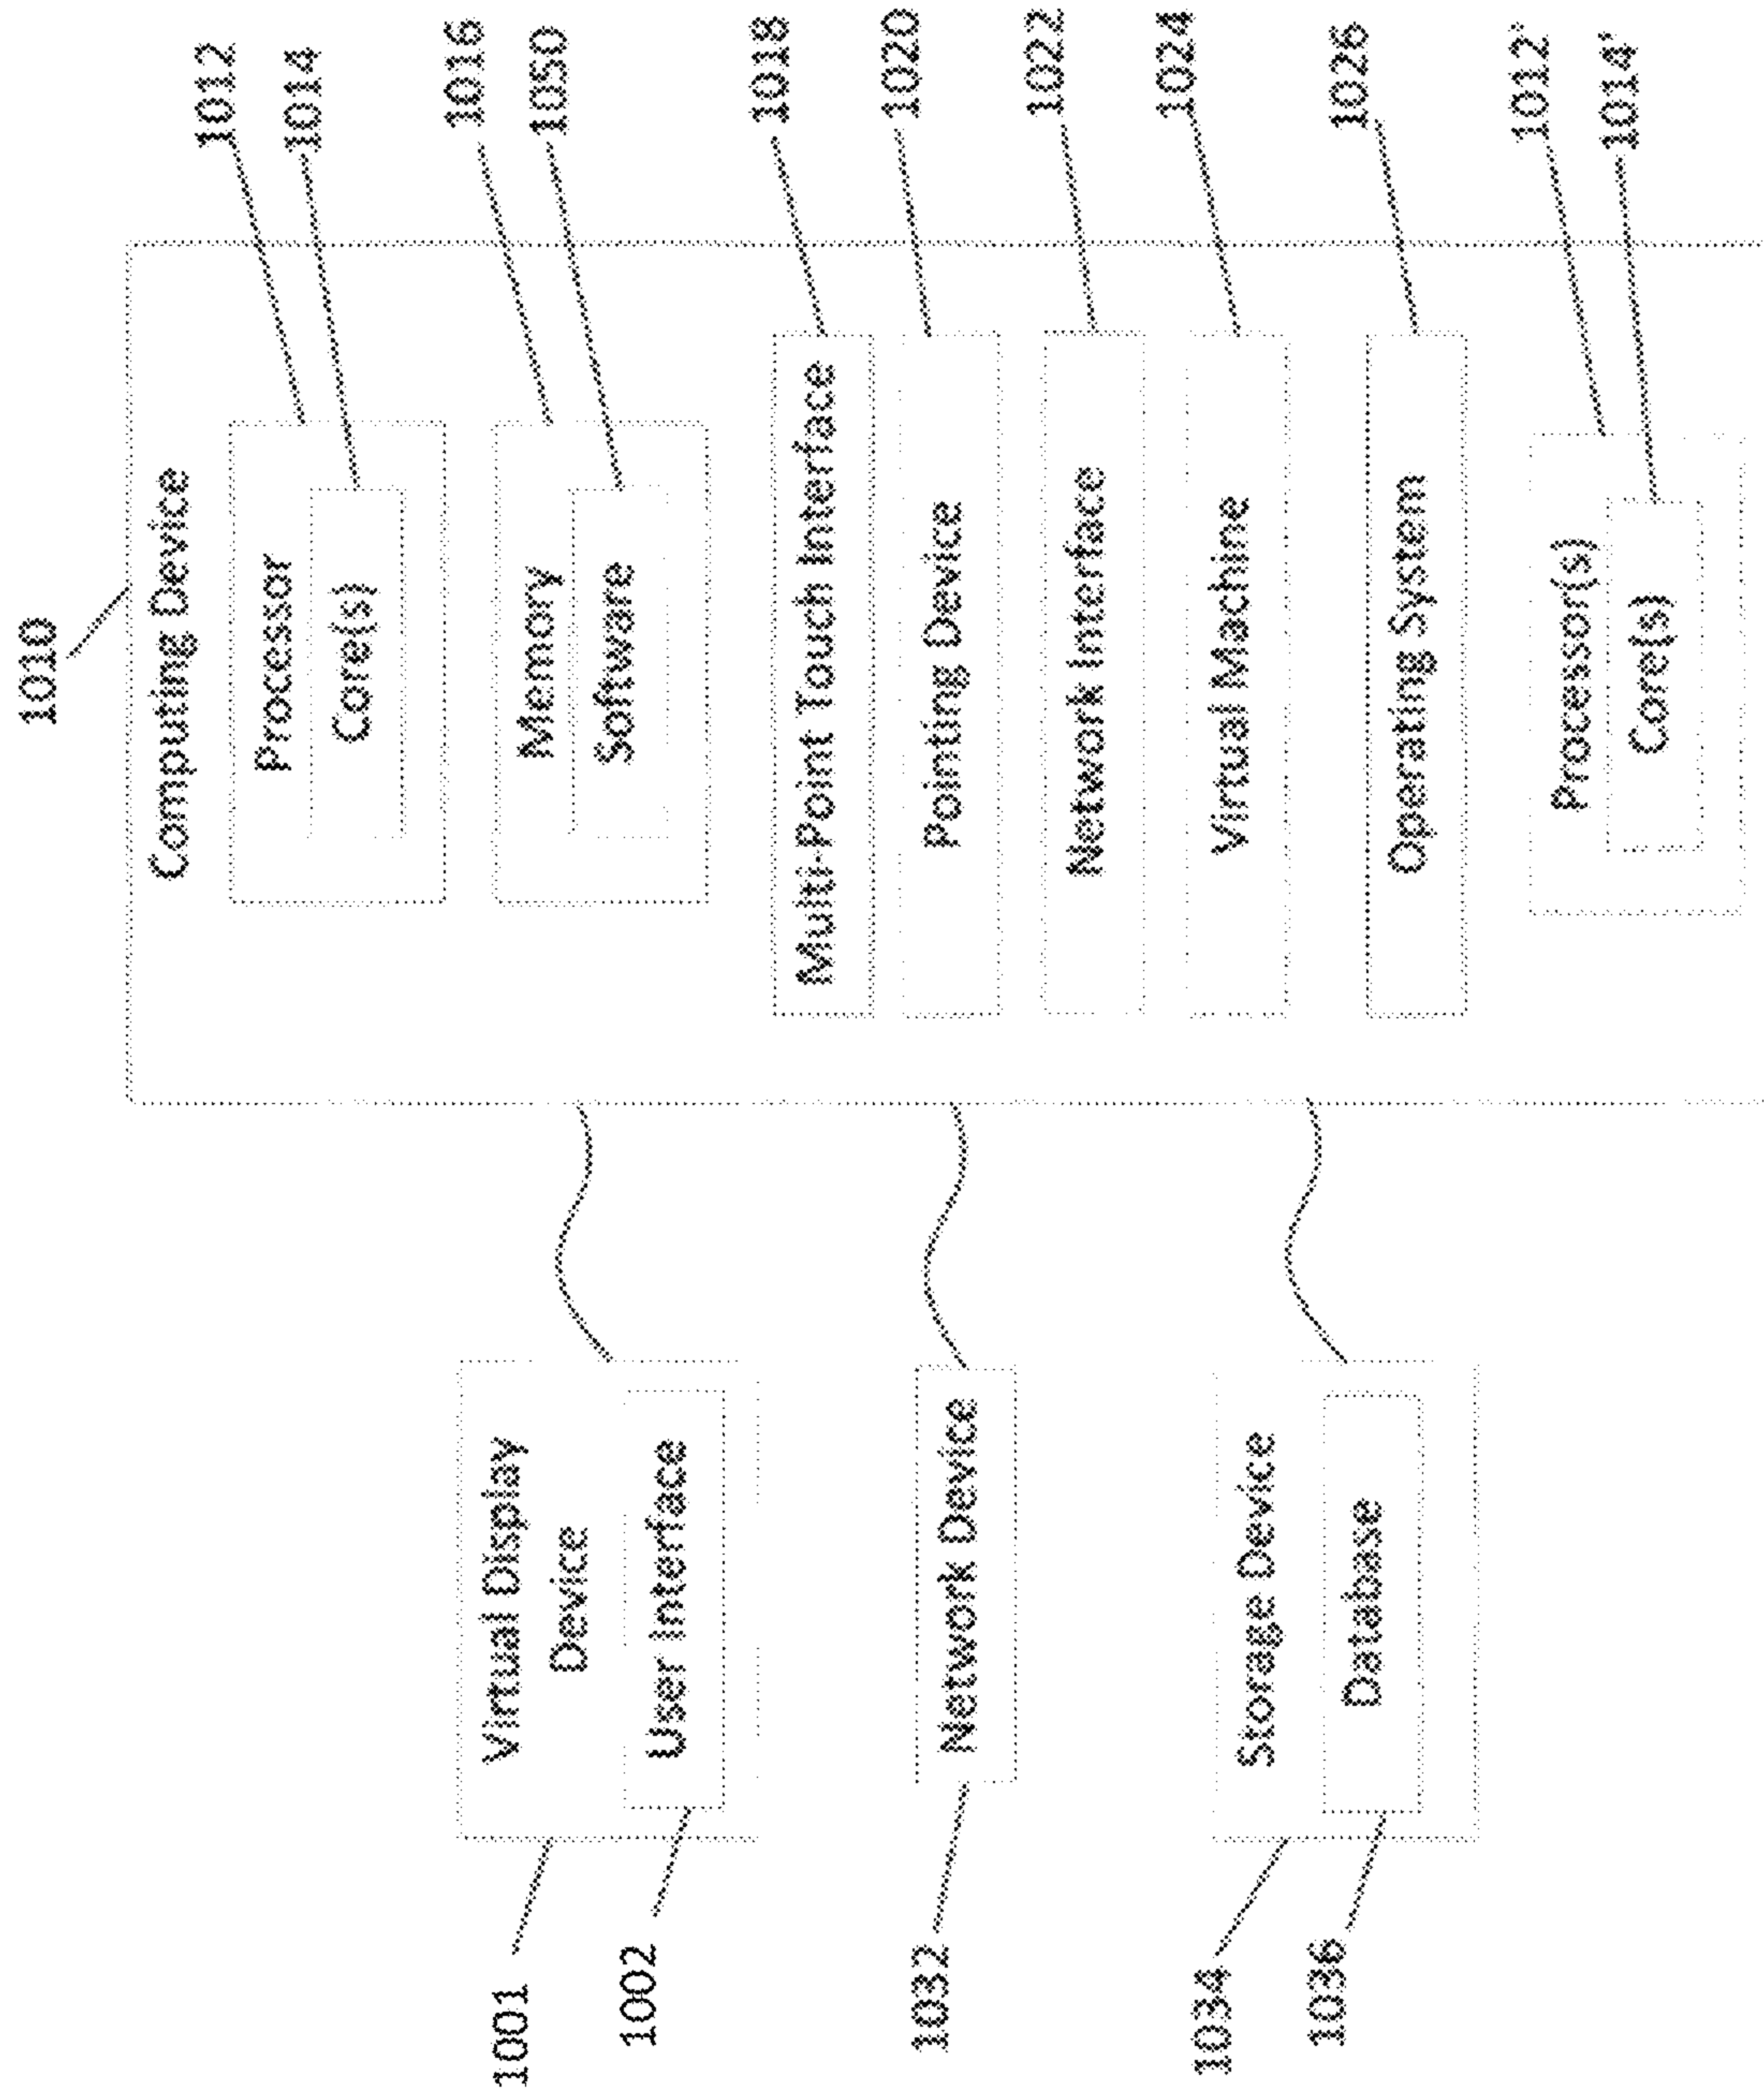 1010
Computing Device
Processor
1012
Core(s)
1014
Memory
1016
Software
1050
Multi-Point Touch Interface
1018
Pointing Device
1020
Network Interface
1022
Virtual Machine
1024
Operating System
1026
Processor(s)
1012'
Core(s)
1014'
1001
Virtual Display
Device
1002
User Interface
1032
Network Device
1034
Storage Device
1036
Database